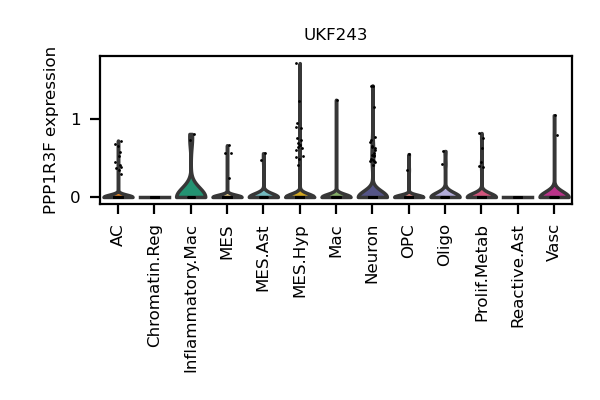 UKF243
PPP1R3F expression
1
0
AC
Chromatin.Reg
Inflammatory.Mac
MES
MES.Ast
MES.Hyp
Mac
Neuron
OPC
Oligo
Prolif.Metab
Reactive.Ast
Vasc